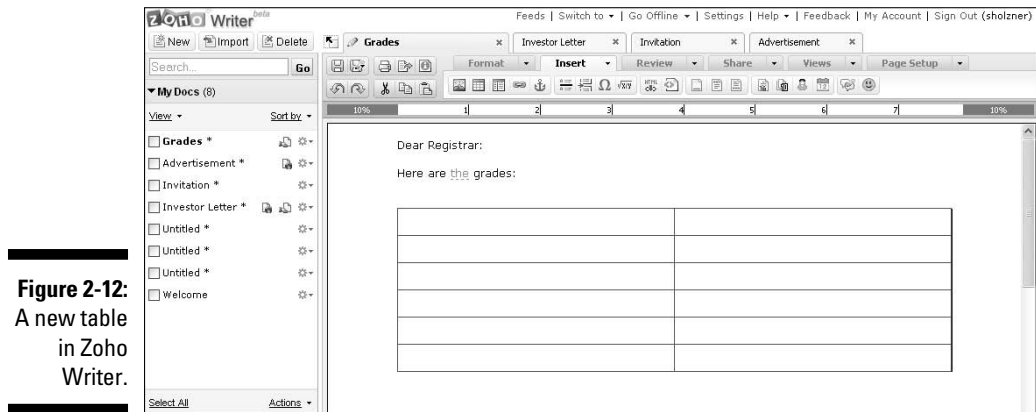 ZOHO Writer beta
Feeds | Switch to | Go Offline | Settings | Help | Feedback | My Account | Sign Out (sholzner)
New Import Delete
Grades Investor Letter Invitation Advertisement
Search... Go
Format Insert Review Share Views Page Setup
My Docs (8)
View Sort by
10% 1 2 3 4 5 6 7 10%
Grades *
Advertisement *
Invitation *
Investor Letter *
Untitled *
Untitled *
Untitled *
Welcome
Select All Actions
Dear Registrar:
Here are the grades:
Figure 2-12:
A new table
in Zoho
Writer.